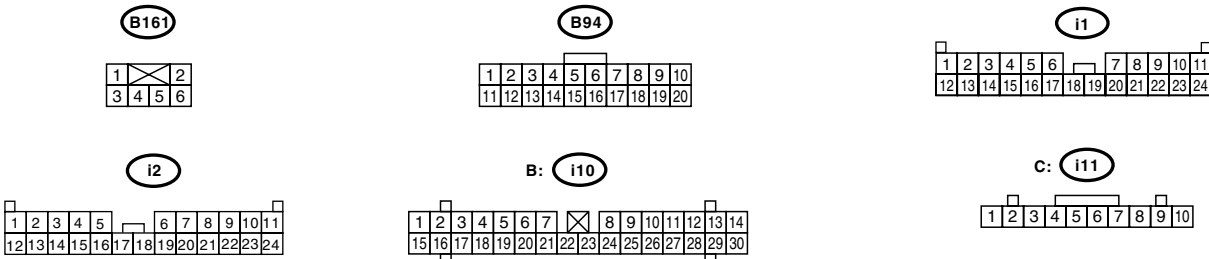 B161
1 2
3 4 5 6
B94
1 2 3 4 5 6 7 8 9 10
11 12 13 14 15 16 17 18 19 20
i1
1 2 3 4 5 6 7 8 9 10 11
12 13 14 15 16 17 18 19 20 21 22 23 24
i2
1 2 3 4 5 6 7 8 9 10 11
12 13 14 15 16 17 18 19 20 21 22 23 24
B: i10
1 2 3 4 5 6 7 8 9 10 11 12 13 14
15 16 17 18 19 20 21 22 23 24 25 26 27 28 29 30
C: i11
1 2 3 4 5 6 7 8 9 10